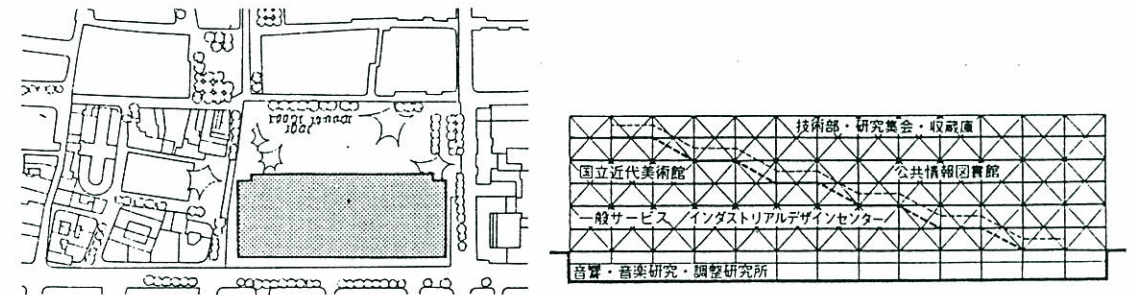 技術部・研究集会・収蔵庫
国立近代美術館
公共情報図書館
一般サービス／インダストリアルデザインセンター
音響・音楽研究・調整研究所